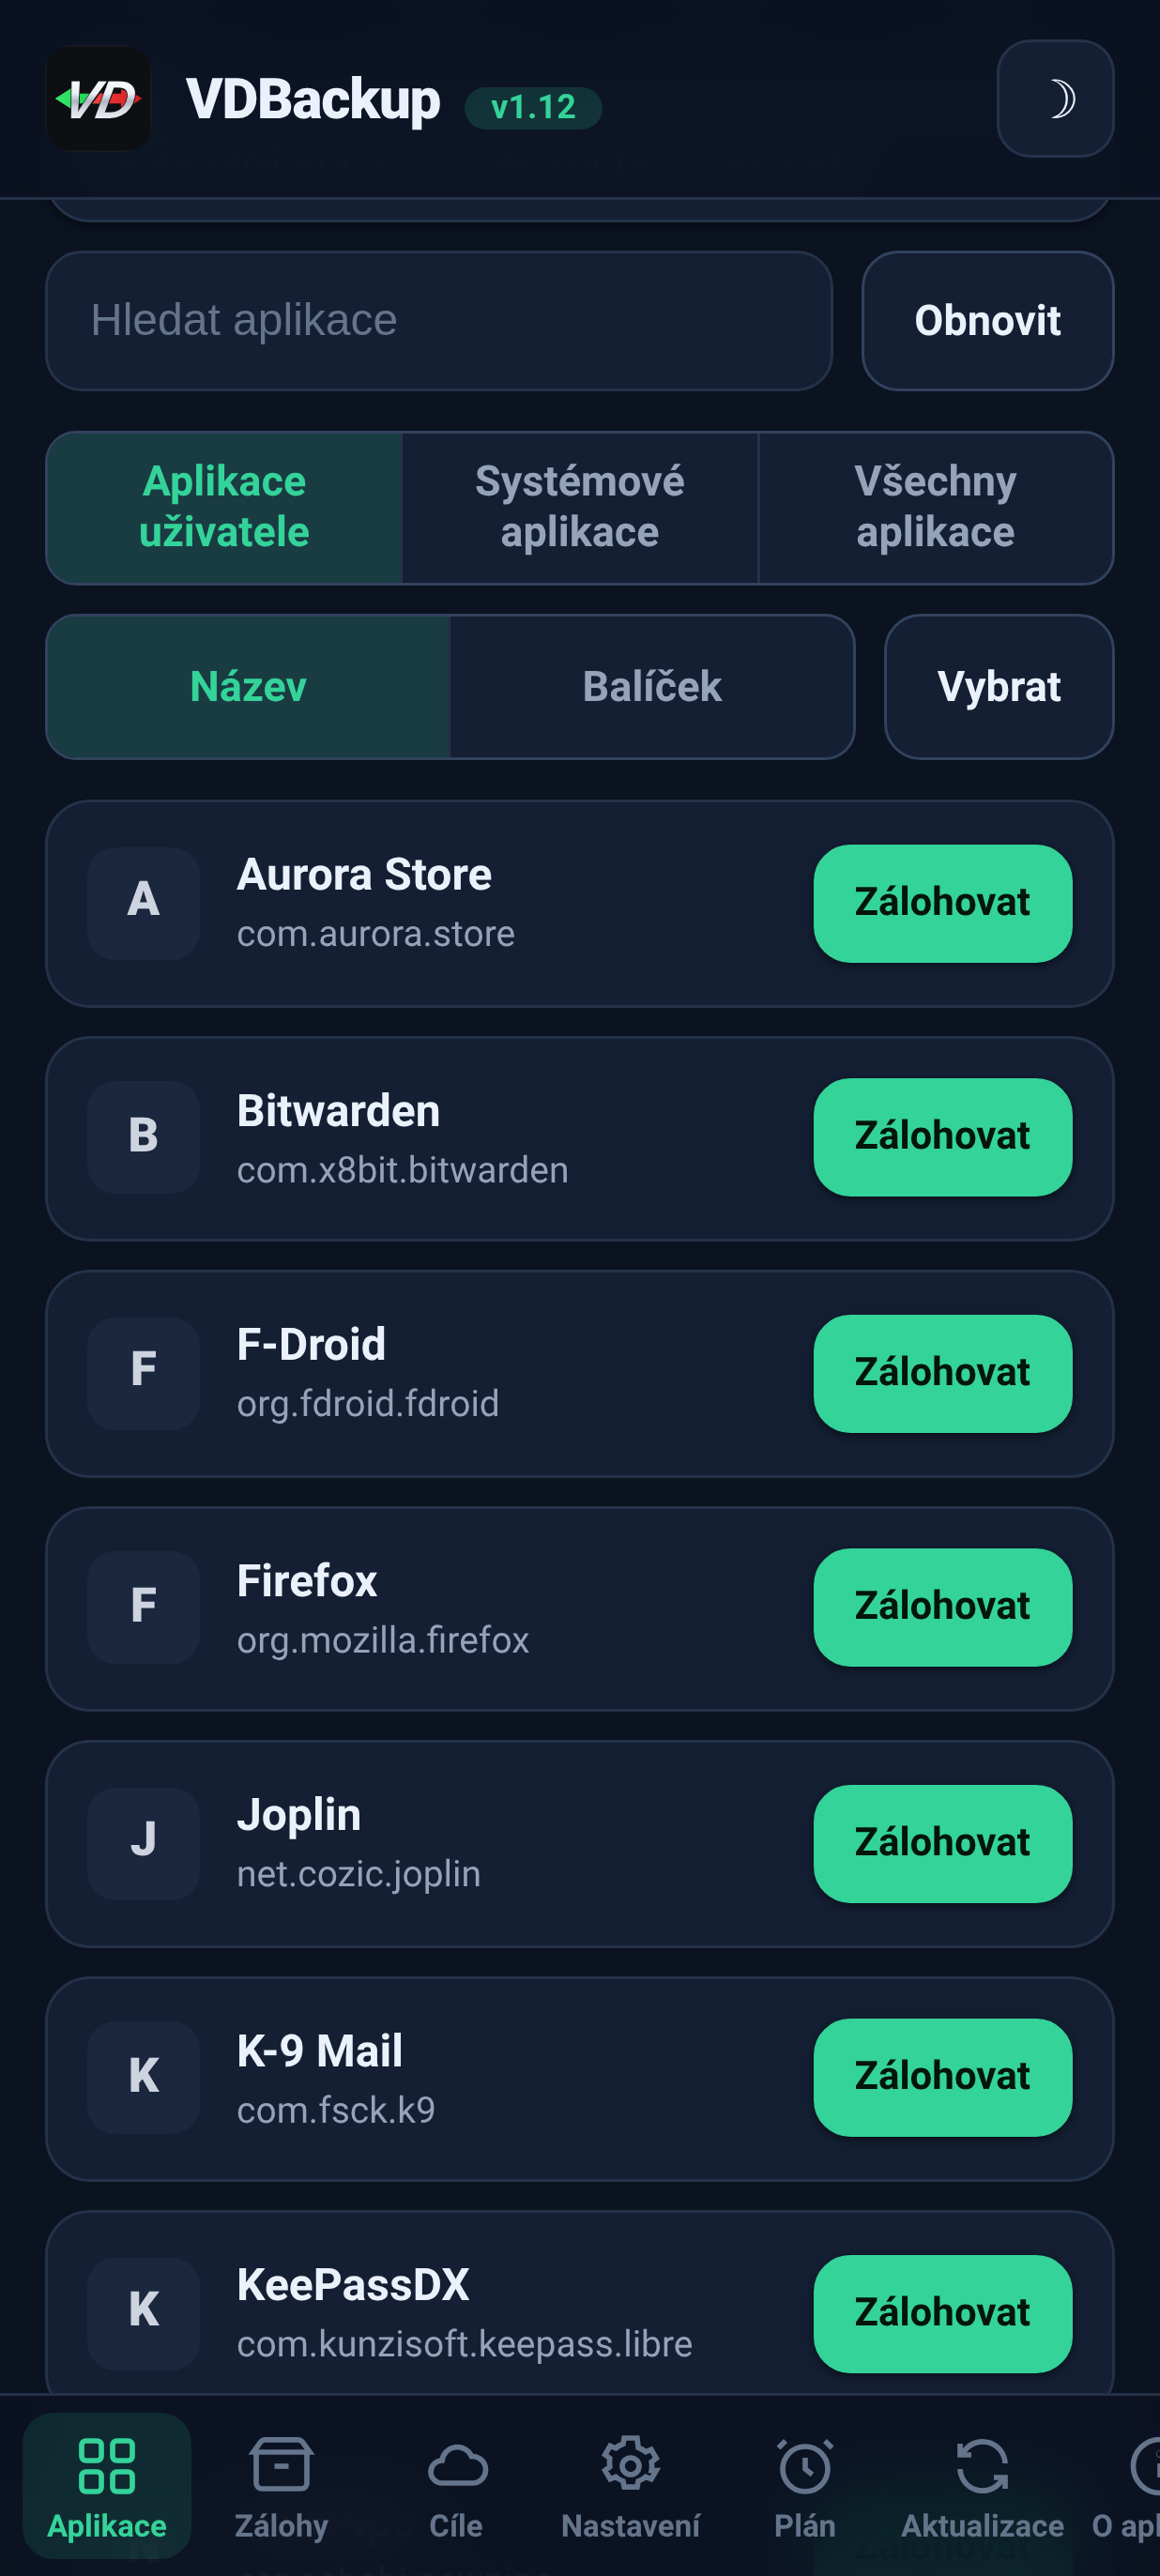 VD
VDBackup
v1.12
Hledat aplikace
Obnovit
Aplikace
uživatele
Systémové
aplikace
Všechny
aplikace
Název
Balíček
Vybrat
A
Aurora Store
com.aurora.store
Zálohovat
B
Bitwarden
com.x8bit.bitwarden
Zálohovat
F
F-Droid
org.fdroid.fdroid
Zálohovat
F
Firefox
org.mozilla.firefox
Zálohovat
J
Joplin
net.cozic.joplin
Zálohovat
K
K-9 Mail
com.fsck.k9
Zálohovat
K
KeePassDX
com.kunzisoft.keepass.libre
Zálohovat
Aplikace
Zálohy
Cíle
Nastavení
Plán
Aktualizace
O apl